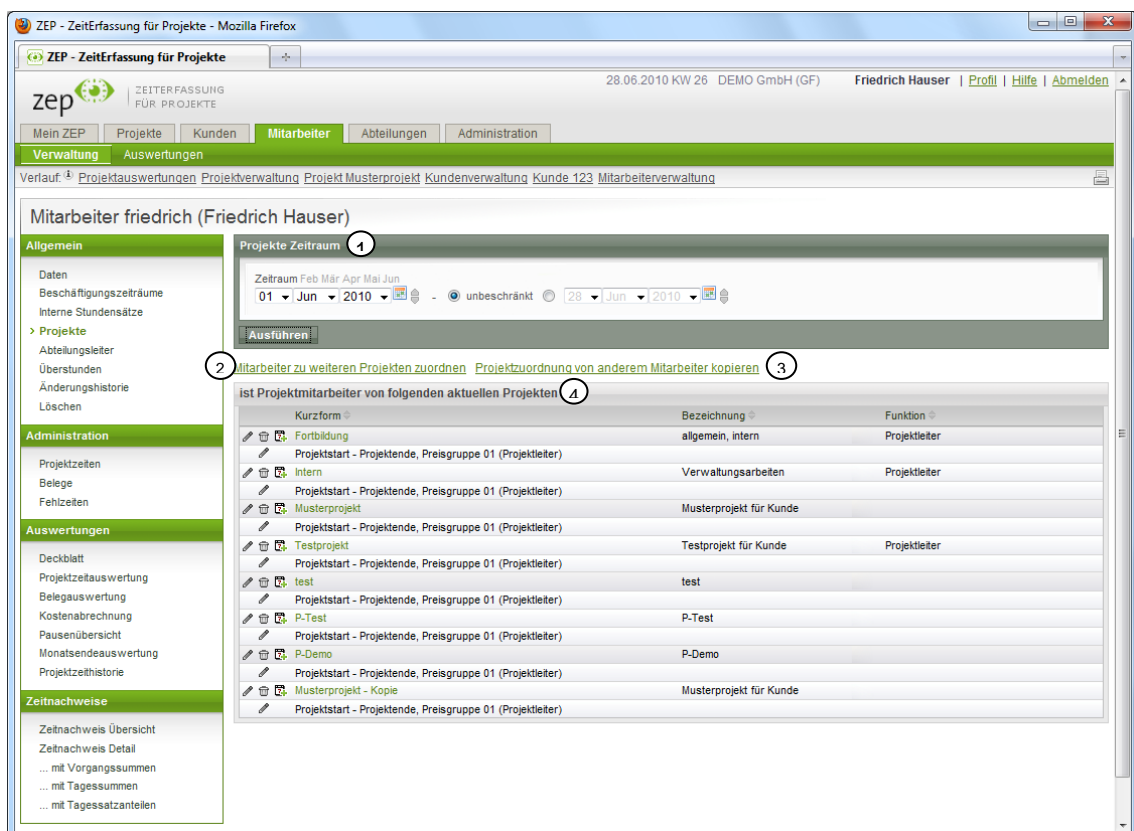 ZEP - ZeitErfassung für Projekte - Mozilla Firefox
ZEP - ZeitErfassung für Projekte
zep ZEITERFASSUNG
FÜR PROJEKTE
28.06.2010 KW 26 DEMO GmbH (GF) Friedrich Hauser | Profil | Hilfe | Abmelden
Mein ZEP Projekte Kunden Mitarbeiter Abteilungen Administration
Verwaltung Auswertungen
Verlauf: Projektauswertungen Projektverwaltung Projekt Musterprojekt Kundenverwaltung Kunde 123 Mitarbeiterverwaltung
Mitarbeiter friedrich (Friedrich Hauser)
Allgemein
Daten
Beschäftigungszeiträume
Interne Stundensätze
> Projekte
Abteilungsleiter
Überstunden
Änderungshistorie
Löschen
Administration
Projektzeiten
Belege
Fehlzeiten
Auswertungen
Deckblatt
Projektzeitauswertung
Belegauswertung
Kostenabrechnung
Pausenübersicht
Monatsendeauswertung
Projektzeithistorie
Zeitnachweise
Zeitnachweis Übersicht
Zeitnachweis Detail
... mit Vorgangssummen
... mit Tagessummen
... mit Tagessatzanteilen
Projekte Zeitraum 1
Zeitraum Feb Mär Apr Mai Jun
01 Jun 2010 - unbeschränkt 28 Jun 2010
Ausführen
2 Mitarbeiter zu weiteren Projekten zuordnen Projektzuordnung von anderem Mitarbeiter kopieren 3
ist Projektmitarbeiter von folgenden aktuellen Projekten 4
Kurzform Bezeichnung Funktion
Fortbildung allgemein, intern Projektleiter
Projektstart - Projektende, Preisgruppe 01 (Projektleiter)
Intern Verwaltungsarbeiten Projektleiter
Projektstart - Projektende, Preisgruppe 01 (Projektleiter)
Musterprojekt Musterprojekt für Kunde
Projektstart - Projektende, Preisgruppe 01 (Projektleiter)
Testprojekt Testprojekt für Kunde Projektleiter
Projektstart - Projektende, Preisgruppe 01 (Projektleiter)
test test
Projektstart - Projektende, Preisgruppe 01 (Projektleiter)
P-Test P-Test
Projektstart - Projektende, Preisgruppe 01 (Projektleiter)
P-Demo P-Demo
Projektstart - Projektende, Preisgruppe 01 (Projektleiter)
Musterprojekt - Kopie Musterprojekt für Kunde
Projektstart - Projektende, Preisgruppe 01 (Projektleiter)